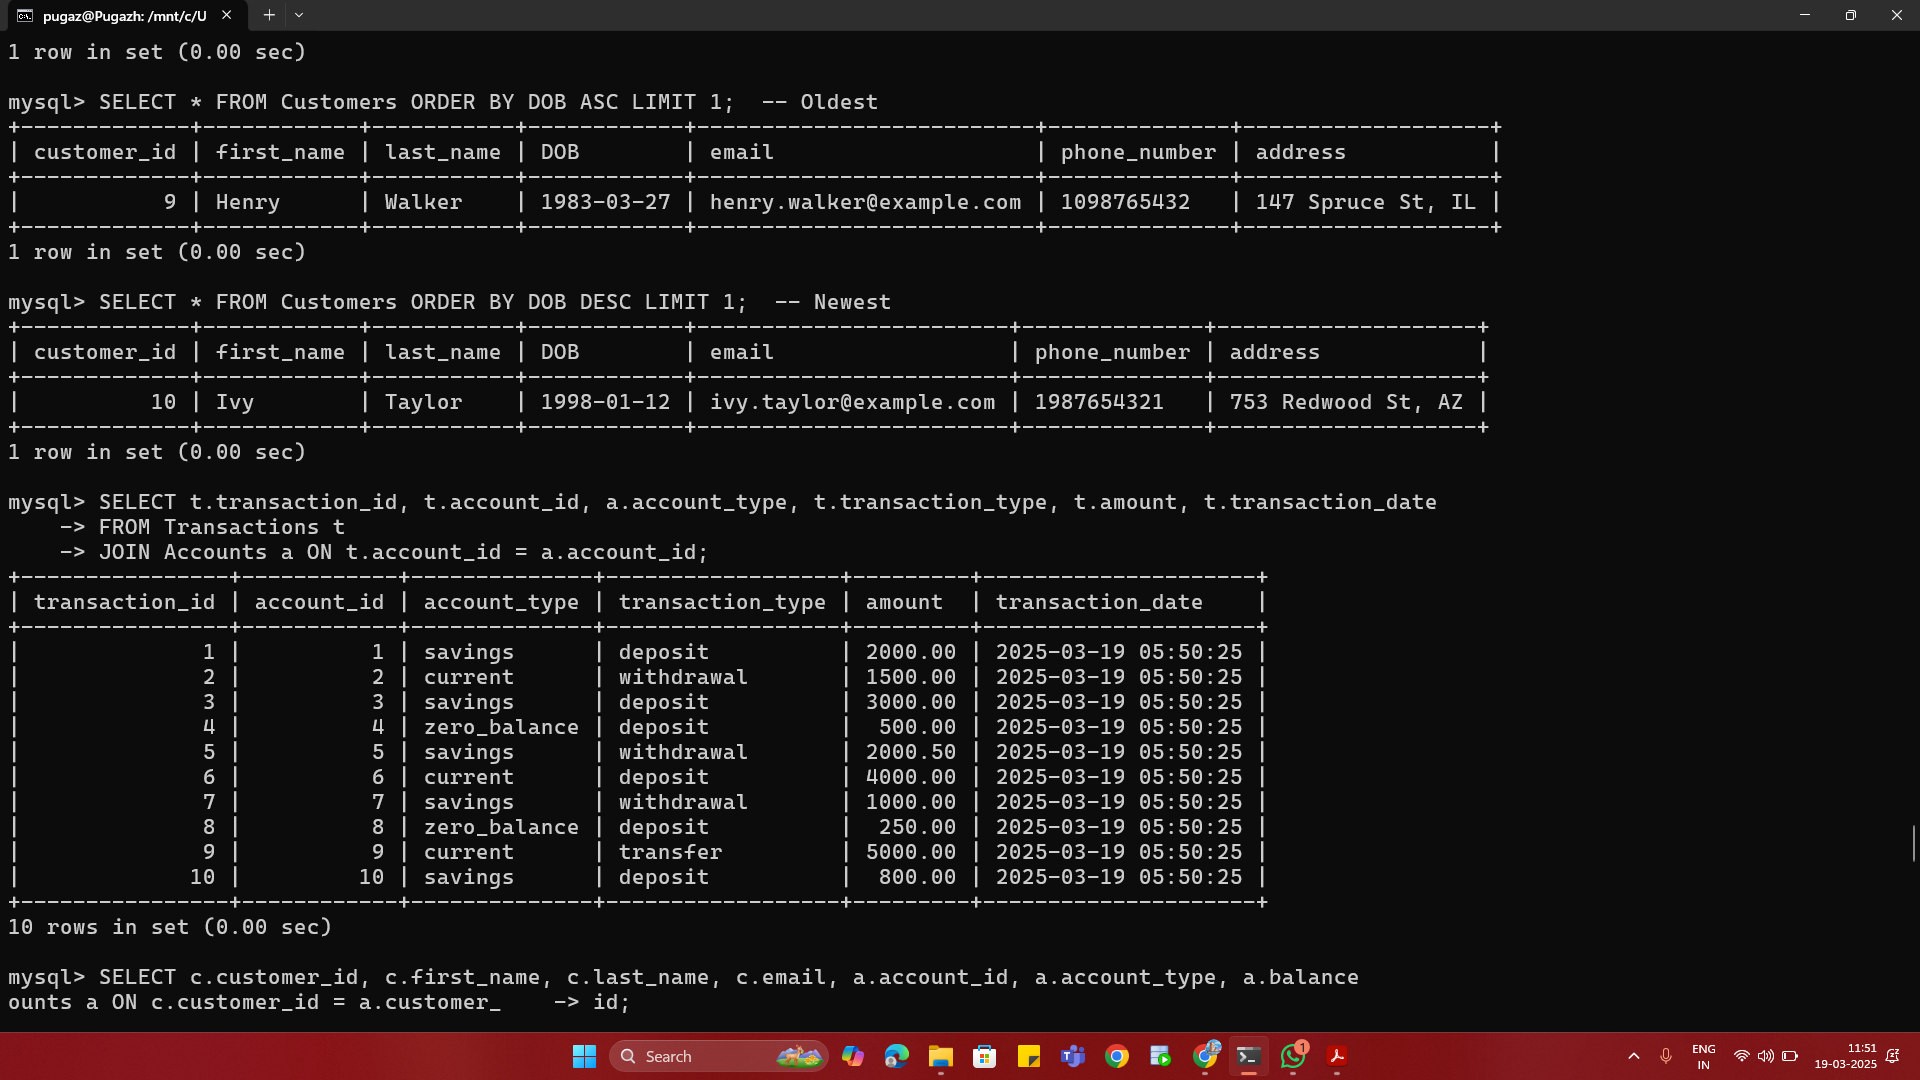 pugaz@Pugazh: /mnt/c/U
1 row in set (0.00 sec)
mysql> SELECT * FROM Customers ORDER BY DOB ASC LIMIT 1;  -- Oldest
+-------------+------------+-----------+------------+--------------------------+--------------+-------------------+
| customer_id | first_name | last_name | DOB        | email                    | phone_number | address           |
+-------------+------------+-----------+------------+--------------------------+--------------+-------------------+
|           9 | Henry      | Walker    | 1983-03-27 | henry.walker@example.com | 1098765432   | 147 Spruce St, IL |
+-------------+------------+-----------+------------+--------------------------+--------------+-------------------+
1 row in set (0.00 sec)
mysql> SELECT * FROM Customers ORDER BY DOB DESC LIMIT 1;  -- Newest
+-------------+------------+-----------+------------+------------------------+--------------+--------------------+
| customer_id | first_name | last_name | DOB        | email                  | phone_number | address            |
+-------------+------------+-----------+------------+------------------------+--------------+--------------------+
|          10 | Ivy        | Taylor    | 1998-01-12 | ivy.taylor@example.com | 1987654321   | 753 Redwood St, AZ |
+-------------+------------+-----------+------------+------------------------+--------------+--------------------+
1 row in set (0.00 sec)
mysql> SELECT t.transaction_id, t.account_id, a.account_type, t.transaction_type, t.amount, t.transaction_date
    -> FROM Transactions t
    -> JOIN Accounts a ON t.account_id = a.account_id;
+----------------+------------+--------------+------------------+---------+---------------------+
| transaction_id | account_id | account_type | transaction_type | amount  | transaction_date    |
+----------------+------------+--------------+------------------+---------+---------------------+
|              1 |          1 | savings      | deposit          | 2000.00 | 2025-03-19 05:50:25 |
|              2 |          2 | current      | withdrawal       | 1500.00 | 2025-03-19 05:50:25 |
|              3 |          3 | savings      | deposit          | 3000.00 | 2025-03-19 05:50:25 |
|              4 |          4 | zero_balance | deposit          |  500.00 | 2025-03-19 05:50:25 |
|              5 |          5 | savings      | withdrawal       | 2000.50 | 2025-03-19 05:50:25 |
|              6 |          6 | current      | deposit          | 4000.00 | 2025-03-19 05:50:25 |
|              7 |          7 | savings      | withdrawal       | 1000.00 | 2025-03-19 05:50:25 |
|              8 |          8 | zero_balance | deposit          |  250.00 | 2025-03-19 05:50:25 |
|              9 |          9 | current      | transfer         | 5000.00 | 2025-03-19 05:50:25 |
|             10 |         10 | savings      | deposit          |  800.00 | 2025-03-19 05:50:25 |
+----------------+------------+--------------+------------------+---------+---------------------+
10 rows in set (0.00 sec)
mysql> SELECT c.customer_id, c.first_name, c.last_name, c.email, a.account_id, a.account_type, a.balance
ounts a ON c.customer_id = a.customer_    -> id;
Search
1
ENG
IN
11:51
19-03-2025